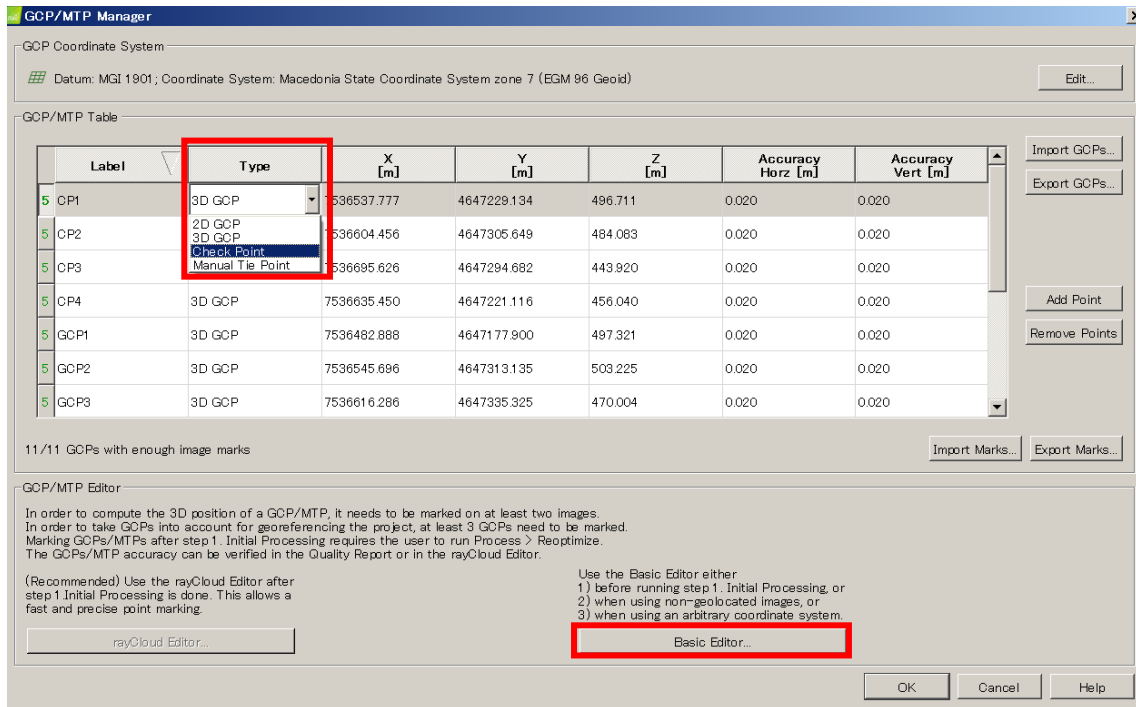 GCP/MTP Manager
GCP Coordinate System
Datum: MGI 1901; Coordinate System: Macedonia State Coordinate System zone 7 (EGM 96 Geoid)
Edit...
GCP/MTP Table
Label Type X [m] Y [m] Z [m] Accuracy Horz [m] Accuracy Vert [m]
Import GCPs...
Export GCPs...
5 CP1 3D GCP 7536537.777 4647229.134 496.711 0.020 0.020
2D GCP
3D GCP
Check Point
Manual Tie Point
5 CP2 7536604.456 4647305.649 484.083 0.020 0.020
5 CP3 7536695.626 4647294.682 443.920 0.020 0.020
5 CP4 3D GCP 7536635.450 4647221.116 456.040 0.020 0.020
Add Point
5 GCP1 3D GCP 7536482.888 4647177.900 497.321 0.020 0.020
Remove Points
5 GCP2 3D GCP 7536545.696 4647313.135 503.225 0.020 0.020
5 GCP3 3D GCP 7536616.286 4647335.325 470.004 0.020 0.020
11/11 GCPs with enough image marks
Import Marks...
Export Marks...
GCP/MTP Editor
In order to compute the 3D position of a GCP/MTP, it needs to be marked on at least two images.
In order to take GCPs into account for georeferencing the project, at least 3 GCPs need to be marked.
Marking GCPs/MTPs after step 1. Initial Processing requires the user to run Process > Reoptimize.
The GCPs/MTP accuracy can be verified in the Quality Report or in the rayCloud Editor.
(Recommended) Use the rayCloud Editor after
step 1.Initial Processing is done. This allows a
fast and precise point marking.
rayCloud Editor...
Use the Basic Editor either
1) before running step 1. Initial Processing, or
2) when using non-geolocated images, or
3) when using an arbitrary coordinate system.
Basic Editor...
OK
Cancel
Help